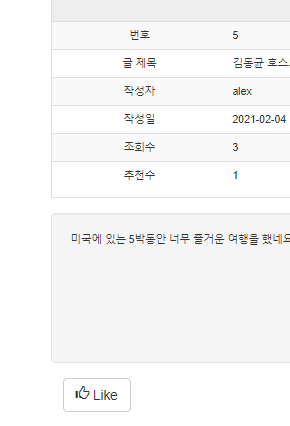 번호 5
글 제목 김동균 호스
작성자 alex
작성일 2021-02-04
조회수 3
추천수 1
미국에 있는 5박동안 너무 즐거운 여행을 했네요
Like